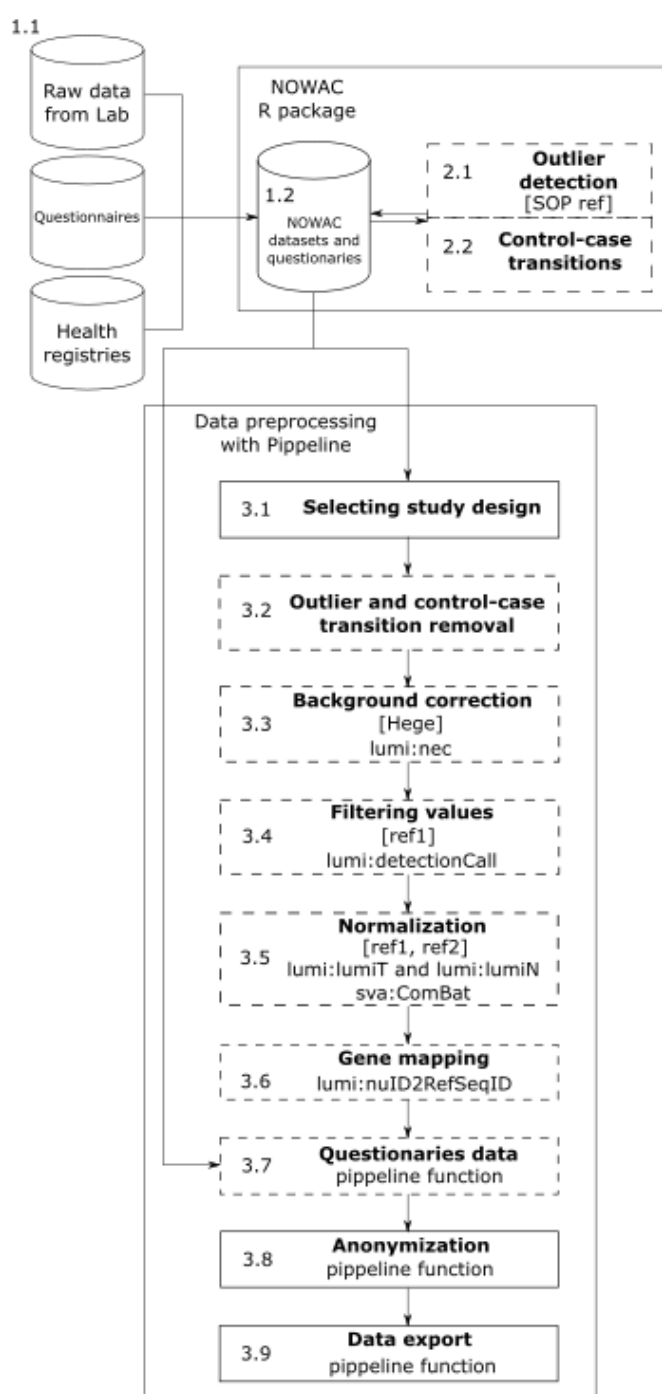 1.1
Raw data
from Lab
Questionnaires
Health
registries
NOWAC
R package
1.2
NOWAC
datasets and
questionaries
2.1
Outlier
detection
[SOP ref]
2.2
Control-case
transitions
Data preprocessing
with Pippeline
3.1
Selecting study design
3.2
Outlier and control-case
transition removal
3.3
Background correction
[Hege]
lumi:nec
3.4
Filtering values
[ref1]
lumi:detectionCall
3.5
Normalization
[ref1, ref2]
lumi:lumiT and lumi:lumiN
sva:ComBat
3.6
Gene mapping
lumi:nuID2RefSeqID
3.7
Questionaries data
pippeline function
3.8
Anonymization
pippeline function
3.9
Data export
pippeline function